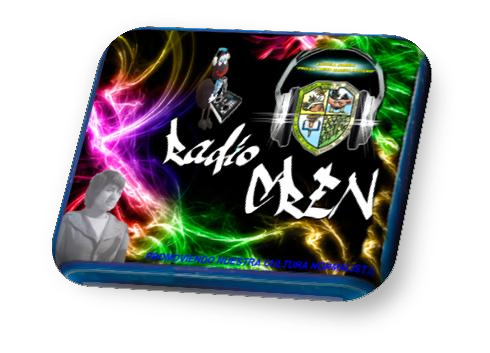 Radio
CREN
PROMOVIENDO NUESTRA CULTURA NORMALISTA